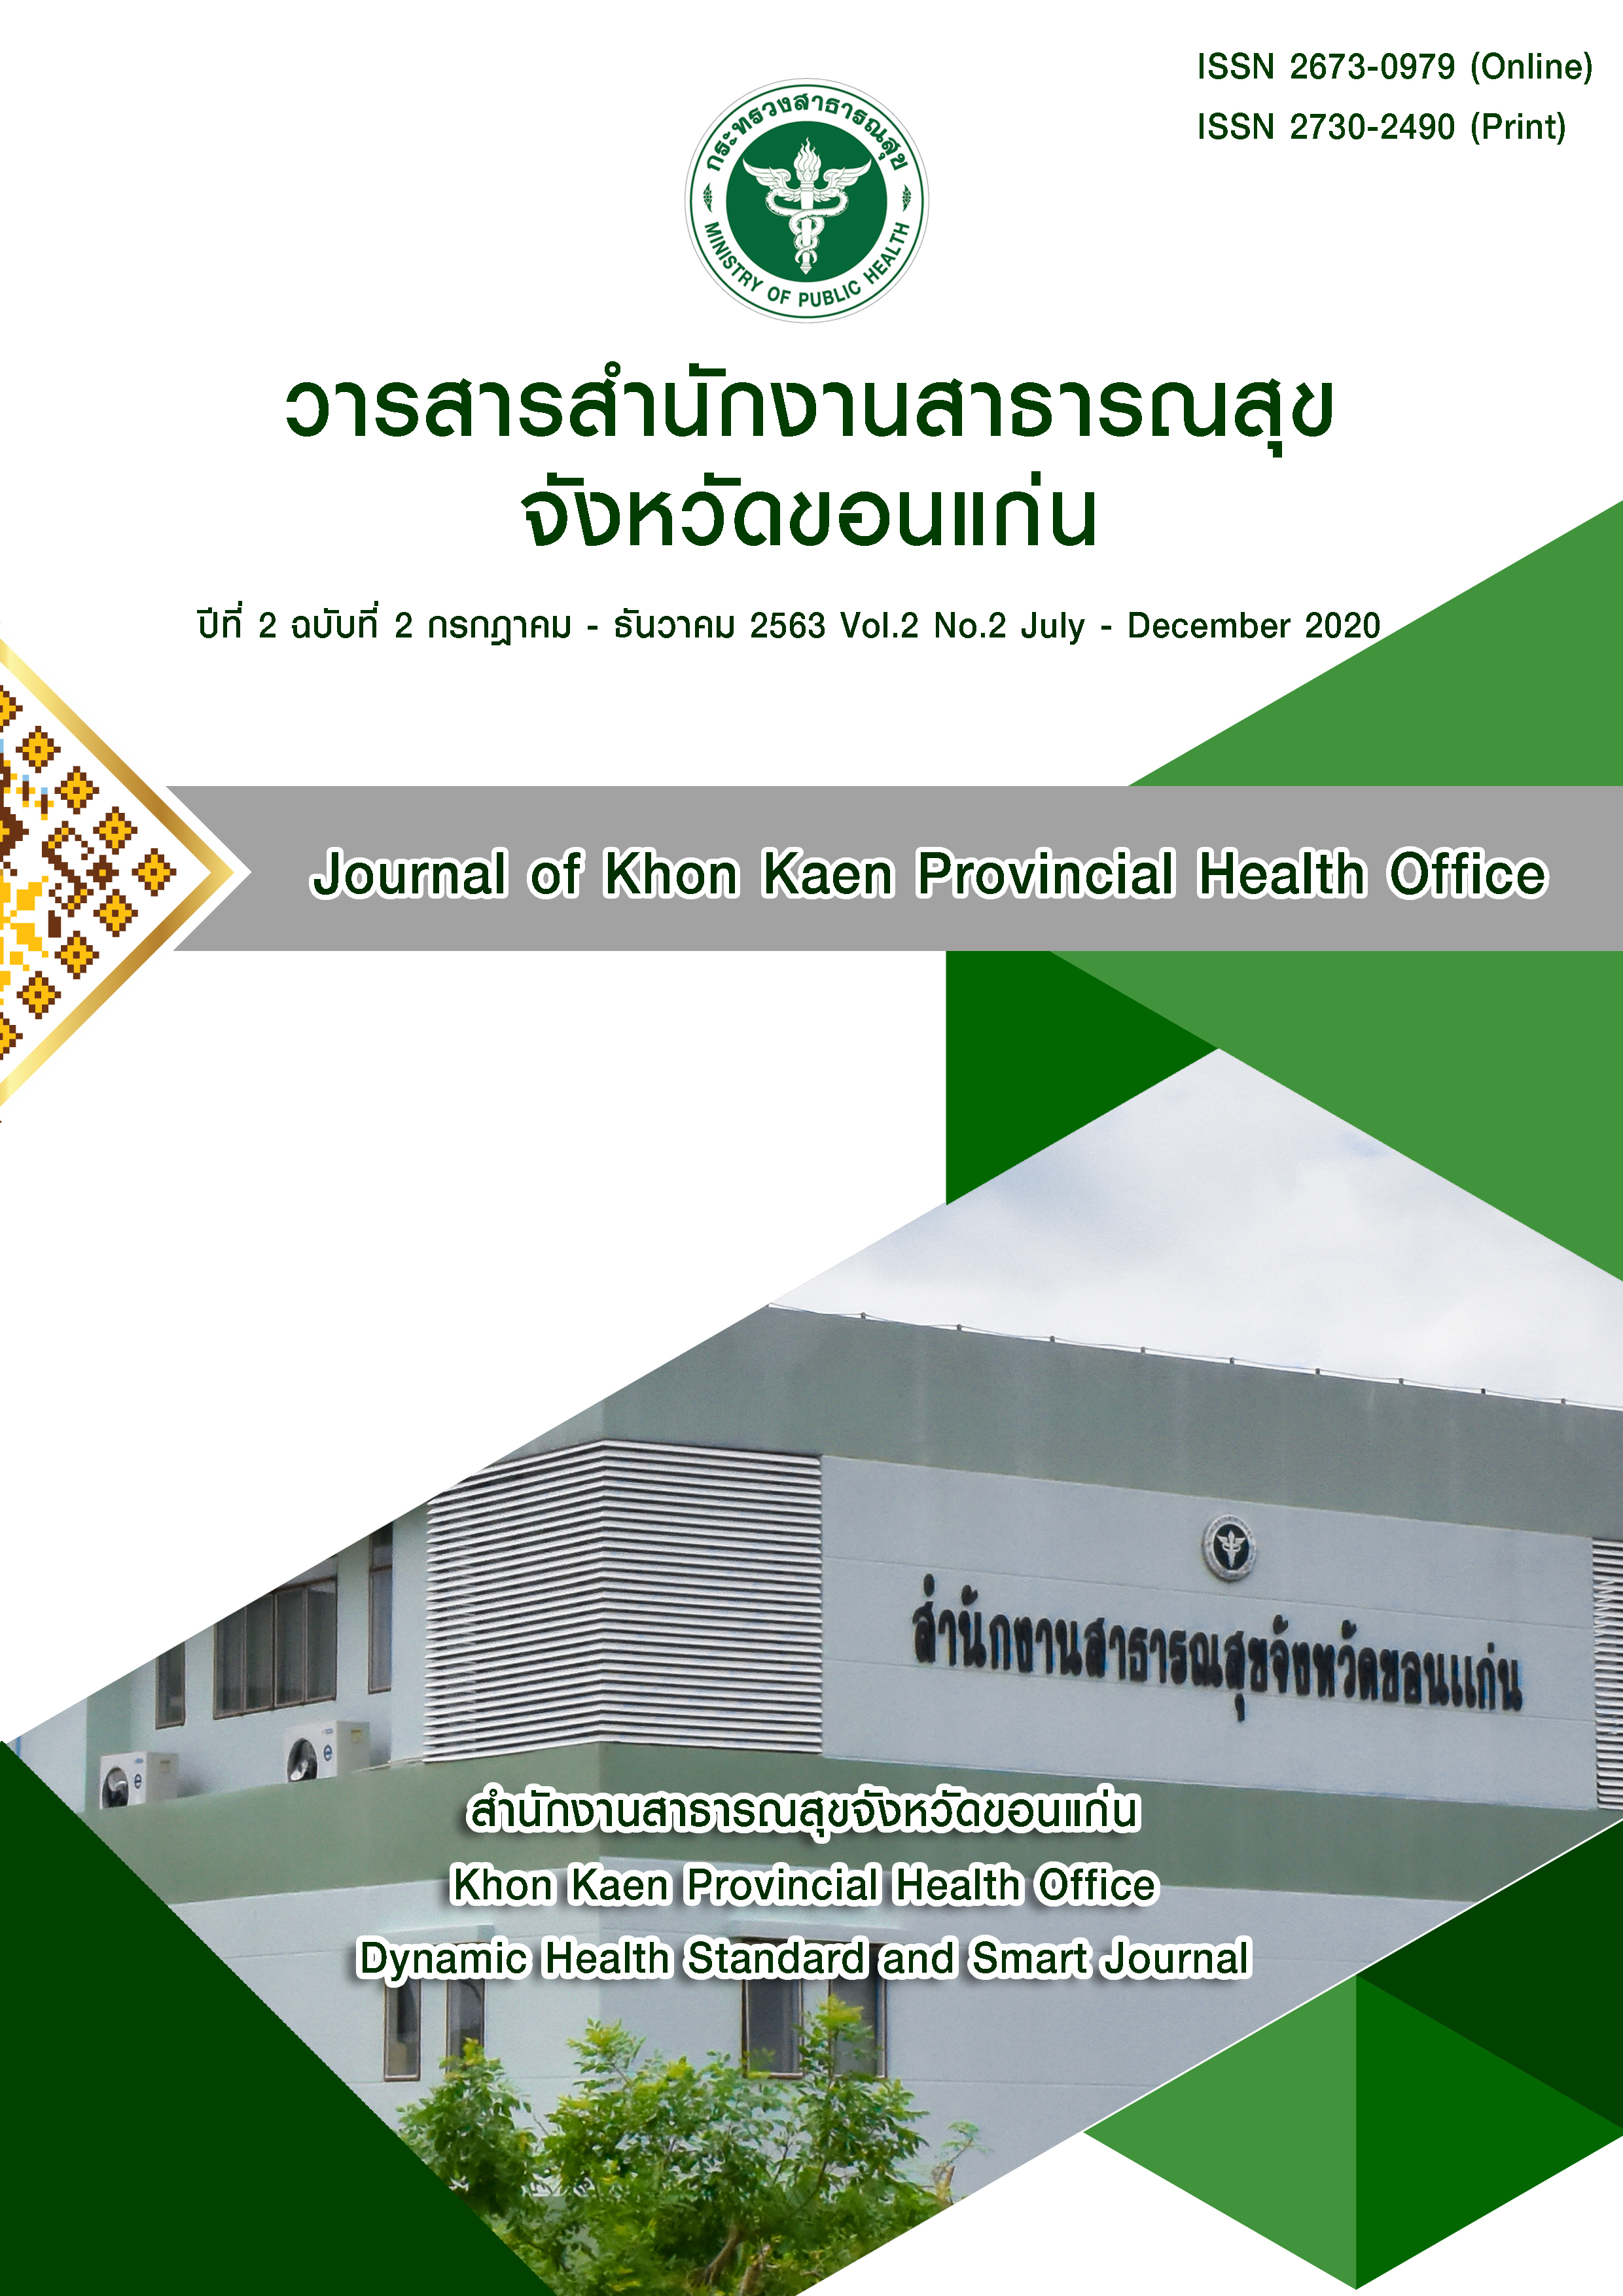 ISSN 2673-0979 (Online)
ISSN 2730-2490 (Print)
กระทรวงสาธารณสุข
MINISTRY OF PUBLIC HEALTH
วารสารสำนักงานสาธารณสุข
จังหวัดขอนแก่น
ปีที่ 2 ฉบับที่ 2 กรกฎาคม - ธันวาคม 2563 Vol.2 No.2 July - December 2020
Journal of Khon Kaen Provincial Health Office
สำนักงานสาธารณสุขจังหวัดขอนแก่น
สำนักงานสาธารณสุขจังหวัดขอนแก่น
Khon Kaen Provincial Health Office
Dynamic Health Standard and Smart Journal